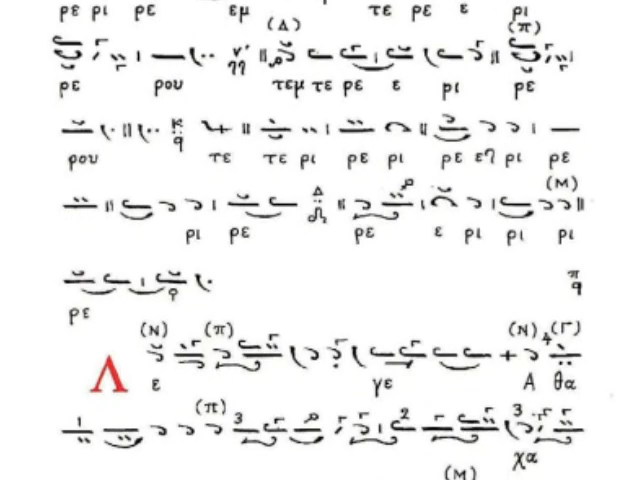 ρε ρι ρε εμ τε ρε ε ρι
(Δ) (Π)
ρε ρου τεμ τε ρε ε ρι ρε
ρου τε τε ρι ρε ρι ρε εη ρι ρε
(Μ)
ρι ρε ρε ε ρι ρι ρι
ρε
(Ν) (Π) (Ν) (Γ)
Λ
ε γε Α θα
(Π)
χα
(Μ)